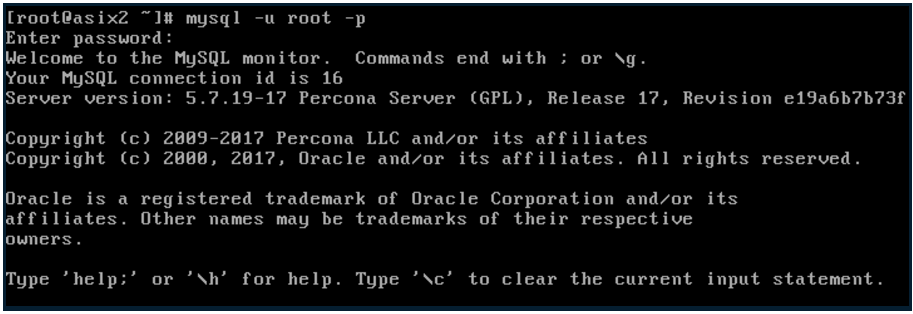 [root@asix2 ~]# mysql -u root -p
Enter password:
Welcome to the MySQL monitor.  Commands end with ; or \g.
Your MySQL connection id is 16
Server version: 5.7.19-17 Percona Server (GPL), Release 17, Revision e19a6b7b73f
Copyright (c) 2009-2017 Percona LLC and/or its affiliates
Copyright (c) 2000, 2017, Oracle and/or its affiliates. All rights reserved.
Oracle is a registered trademark of Oracle Corporation and/or its
affiliates. Other names may be trademarks of their respective
owners.
Type 'help;' or '\h' for help. Type '\c' to clear the current input statement.